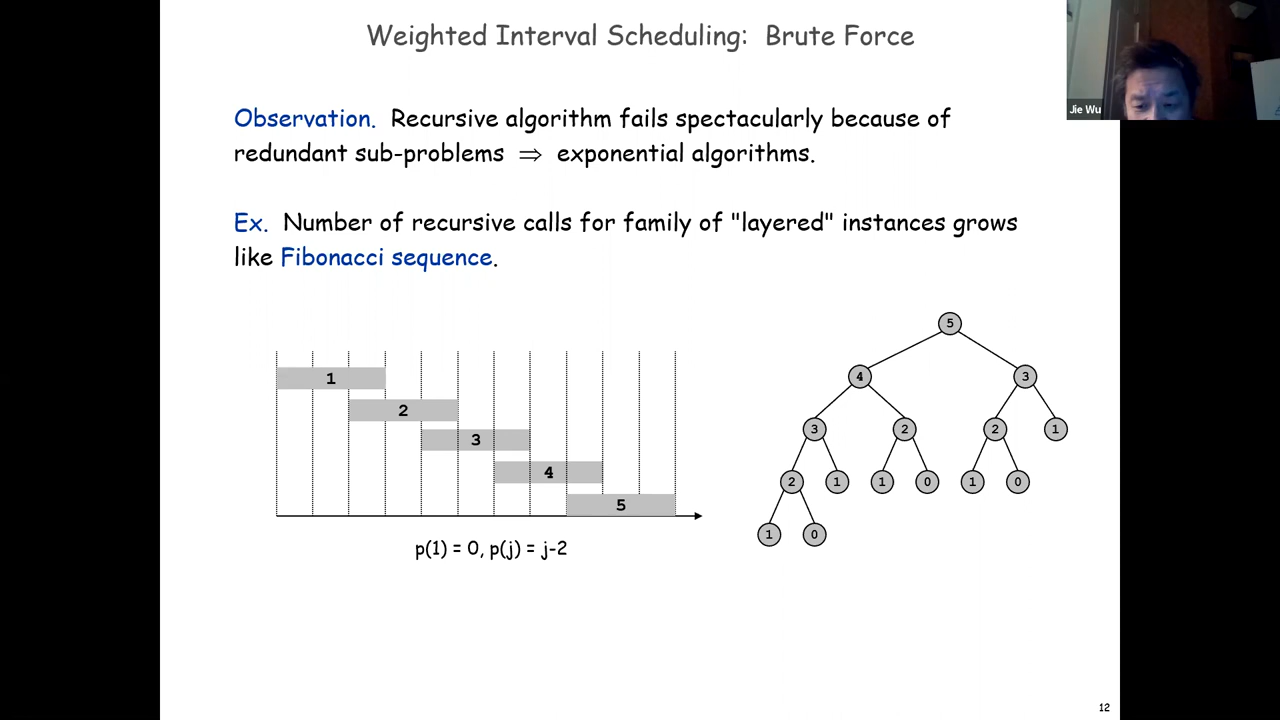 Weighted Interval Scheduling: Brute Force
Jie Wu
Observation. Recursive algorithm fails spectacularly because of
redundant sub-problems ⇒ exponential algorithms.
Ex. Number of recursive calls for family of "layered" instances grows
like Fibonacci sequence.
1
2
3
4
5
p(1) = 0, p(j) = j-2
5
4 3
3 2 2 1
2 1 1 0 1 0
1 0
12